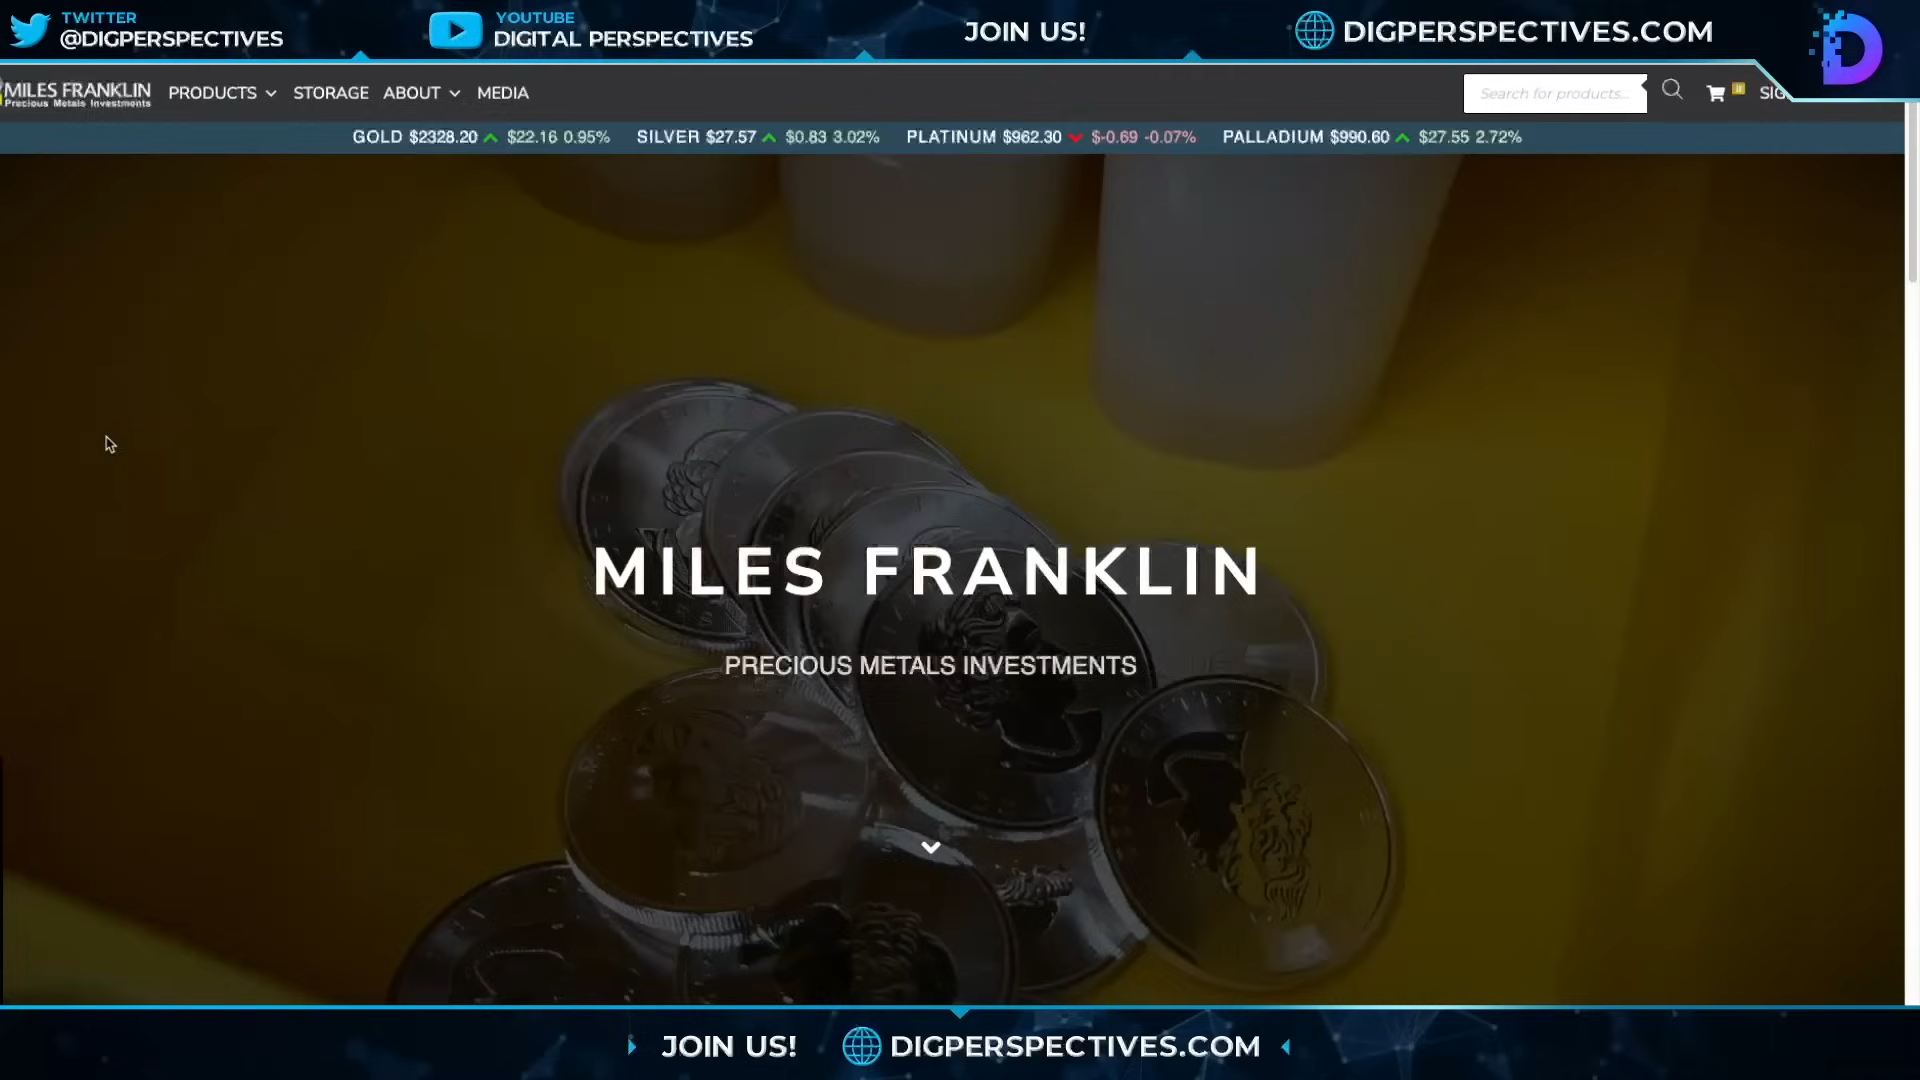 TWITTER
@DIGPERSPECTIVES
YOUTUBE
DIGITAL PERSPECTIVES
JOIN US!
DIGPERSPECTIVES.COM
MILES FRANKLIN
Precious Metals Investments
PRODUCTS
STORAGE
ABOUT
MEDIA
Search for products...
GOLD $2328.20 $22.16 0.95% SILVER $27.57 $0.83 3.02% PLATINUM $962.30 $-0.69 -0.07% PALLADIUM $990.60 $27.55 2.72%
MILES FRANKLIN
PRECIOUS METALS INVESTMENTS
JOIN US! DIGPERSPECTIVES.COM